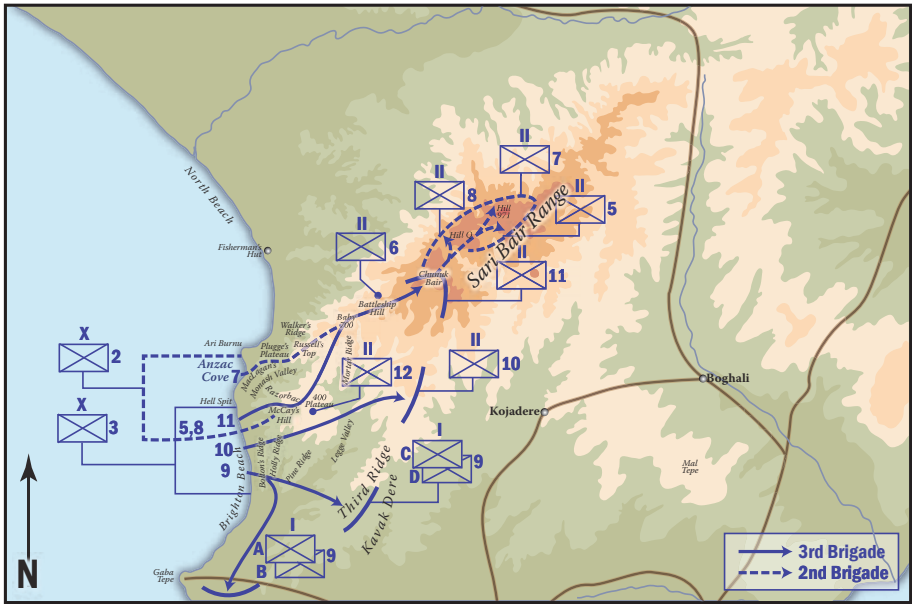 II
7
II
8
II
5
North Beach
Hill
971
Hill Q
Sari Bair Range
II
6
Fisherman's
Hut
II
11
Chunuk
Bair
Battleship
Hill
Baby
700
Walker's
Ridge
Ari Burnu
Plugge's
Plateau
Russell's
Top
X
2
Anzac
Cove
7
MacLagan's
Monash Valley
Mortar Ridge
II
12
II
10
Boghali
Razorback
400
Plateau
Hell Spit
McCay's
Hill
X
3
5,8
11
Kojadere
10
9
Bolton's Ridge
Holly Ridge
Pine Ridge
Legge Valley
I
C
D
9
Mal
Tepe
Brighton Beach
Third Ridge
Kavak Dere
I
A
B
9
Gaba
Tepe
N
3rd Brigade
2nd Brigade